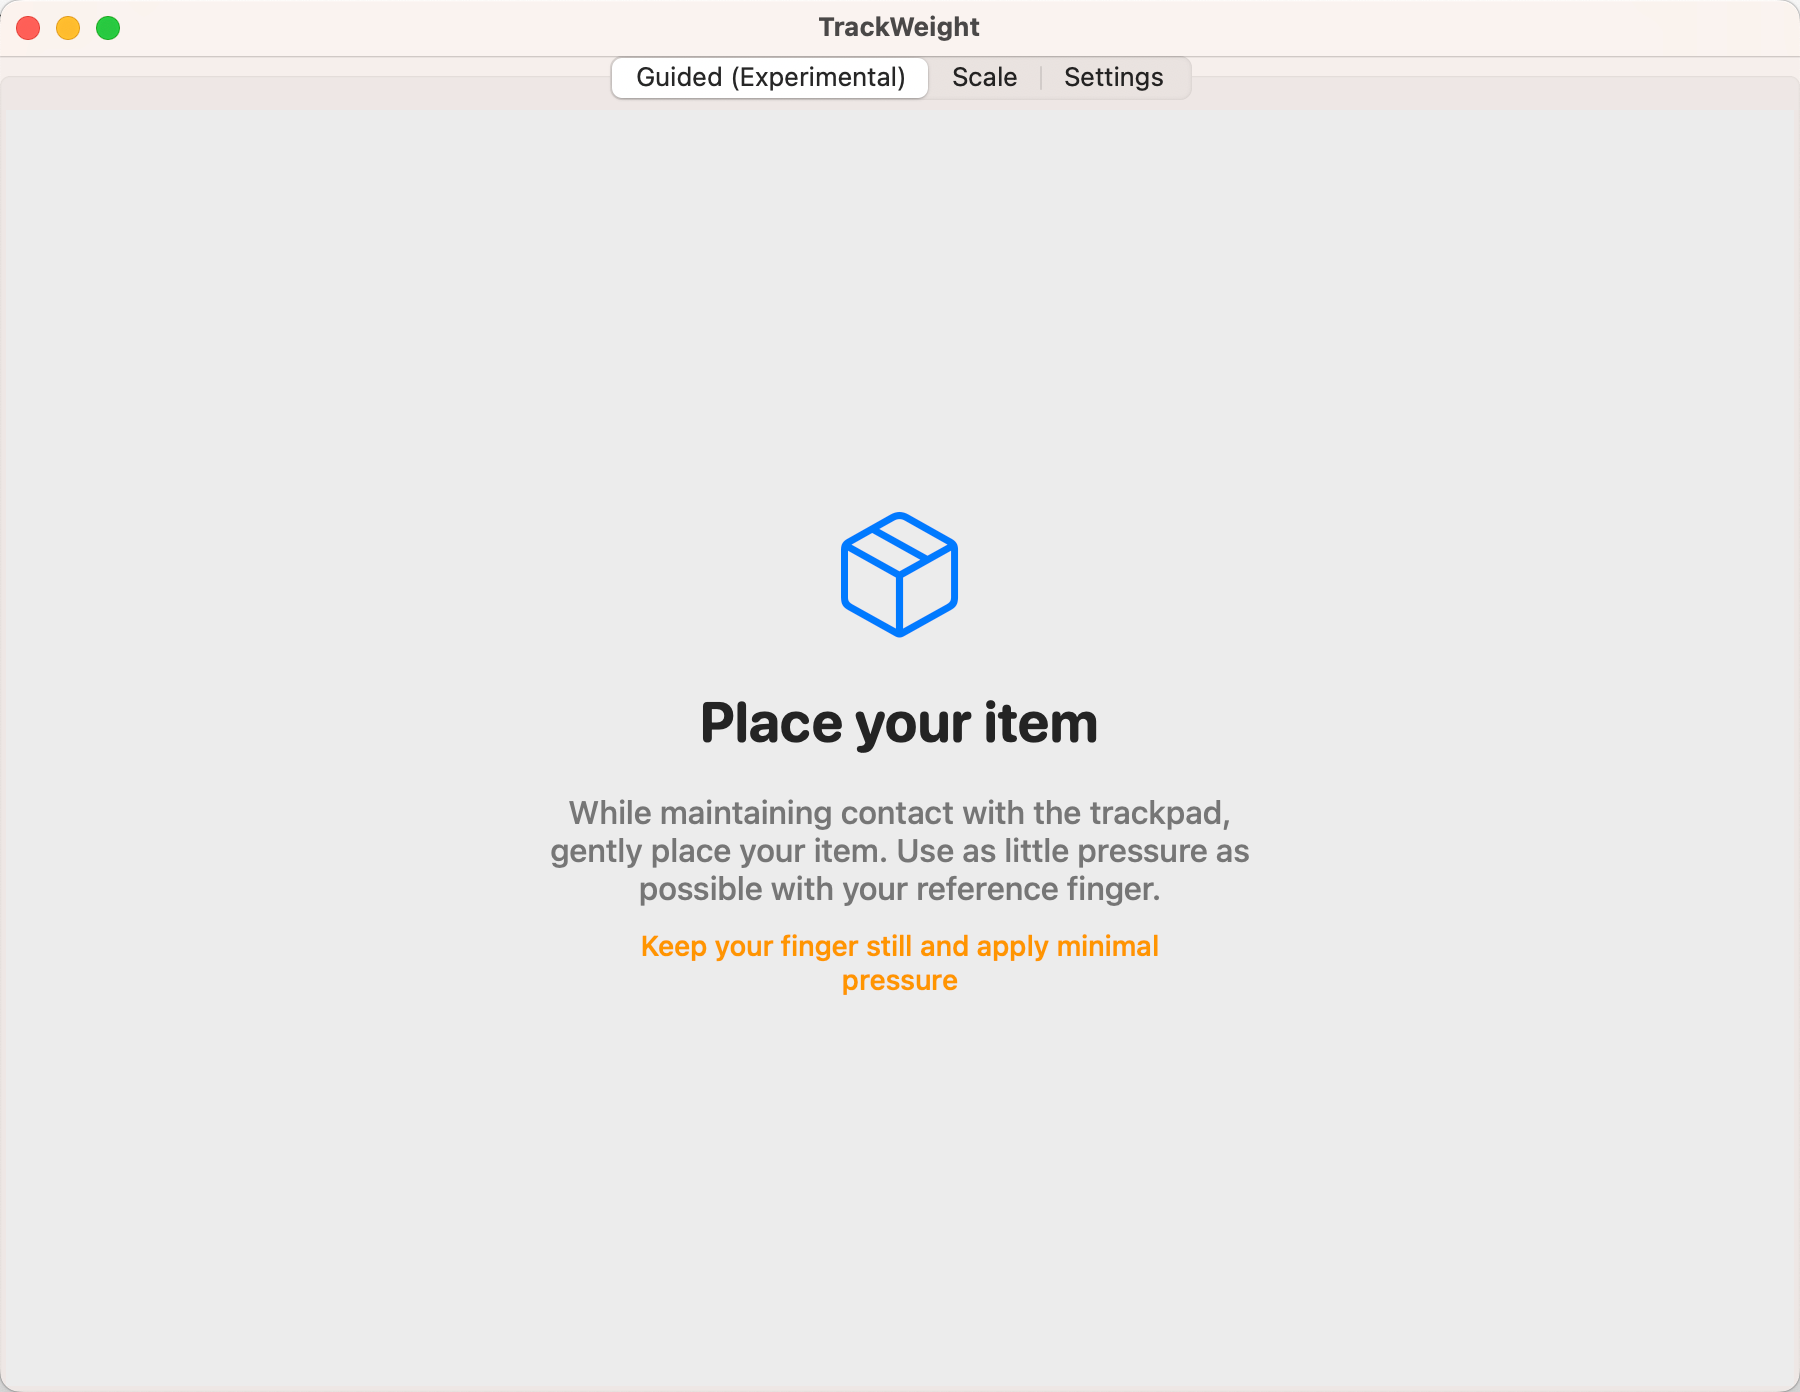 TrackWeight
Guided (Experimental) Scale Settings
Place your item
While maintaining contact with the trackpad,
gently place your item. Use as little pressure as
possible with your reference finger.
Keep your finger still and apply minimal
pressure